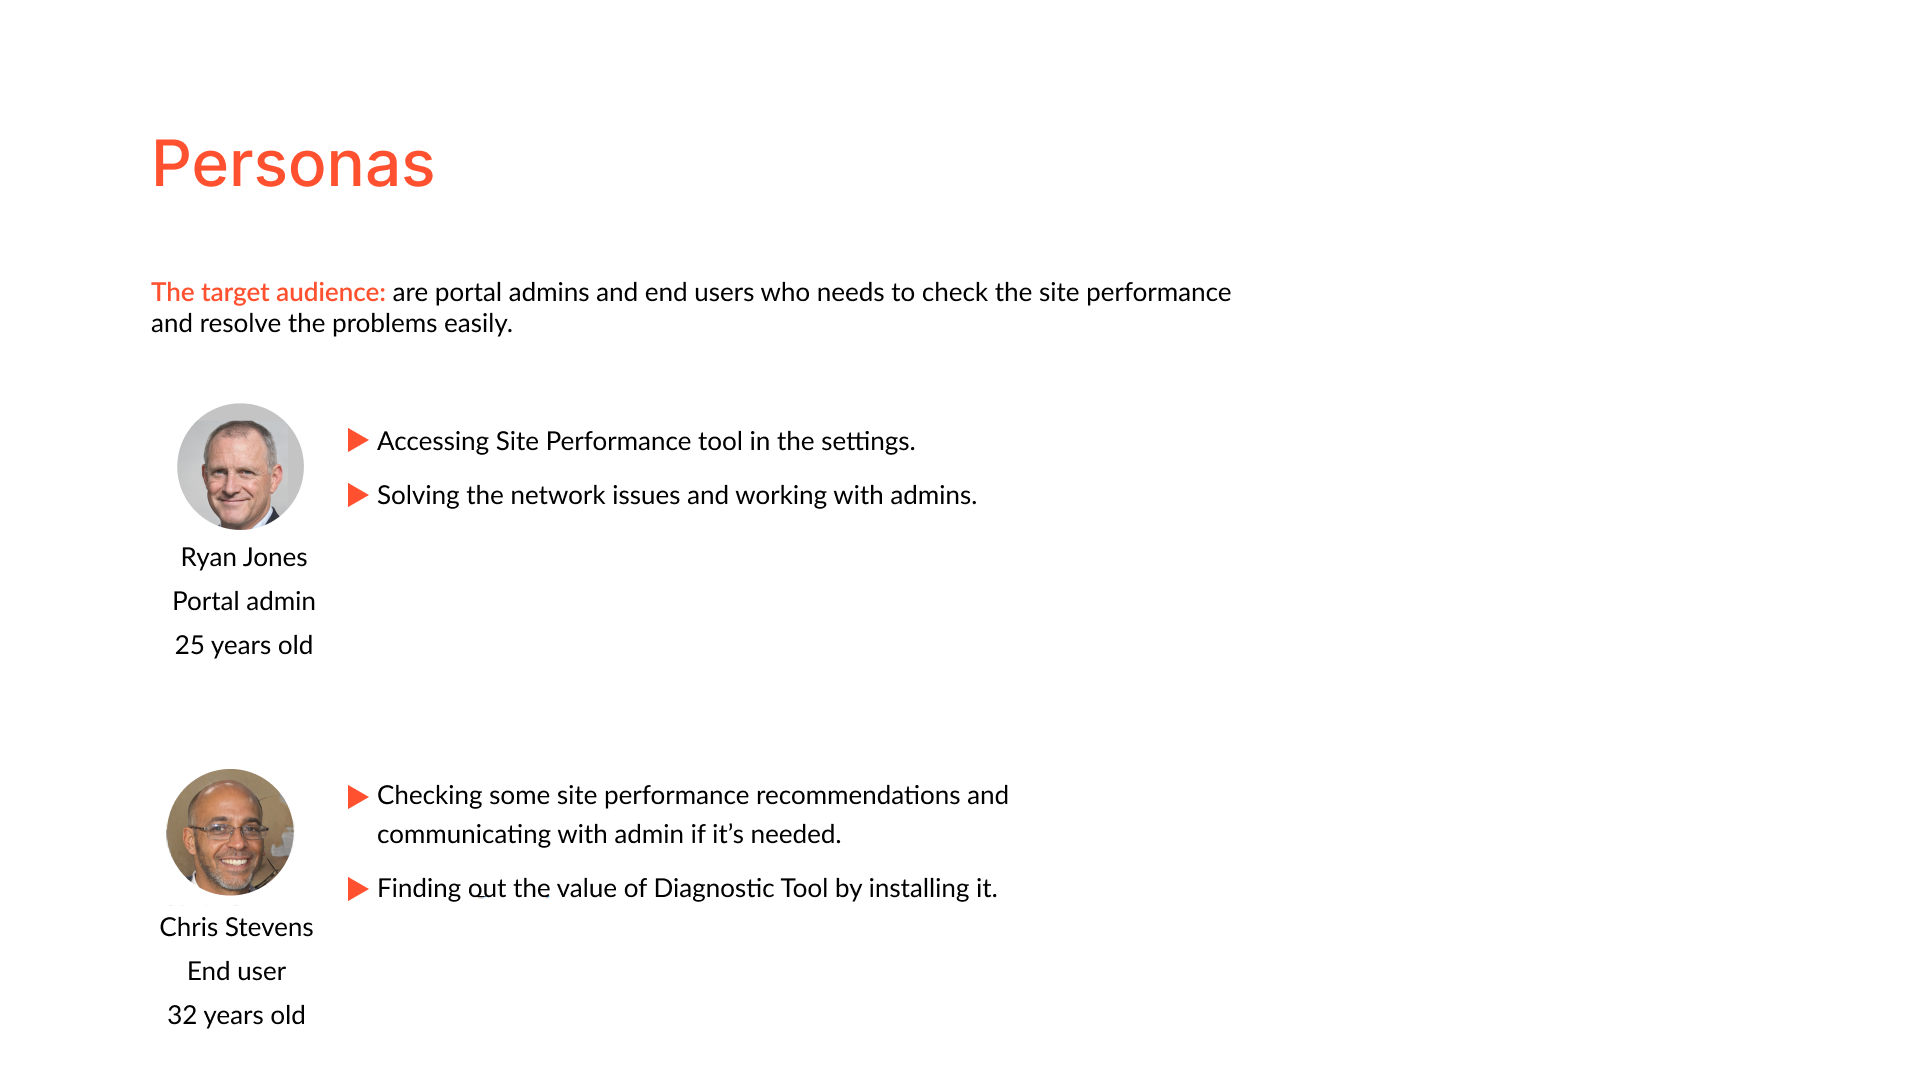 Personas
The target audience: are portal admins and end users who needs to check the site performance
and resolve the problems easily.
Accessing Site Performance tool in the settings.
Solving the network issues and working with admins.
Ryan Jones
Portal admin
25 years old
Checking some site performance recommendations and
communicating with admin if it’s needed.
Finding out the value of Diagnostic Tool by installing it.
Chris Stevens
End user
32 years old